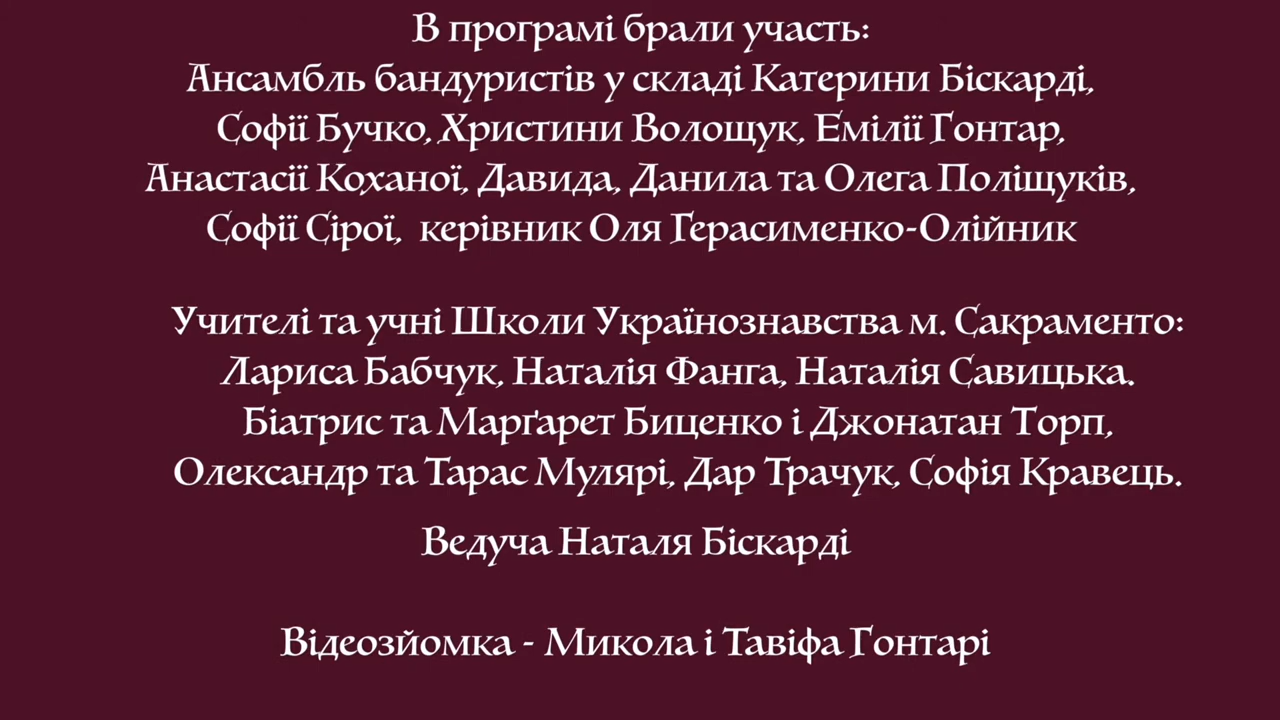 В програмі брали участь:
Ансамбль бандуристів у складі Катерини Біскарді,
Софії Бучко, Христини Волощук, Емілії Гонтар,
Анастасії Коханої, Давида, Данила та Олега Поліщуків,
Софії Сірої, керівник Оля Герасименко-Олійник
Учителі та учні Школи Українознавства м. Сакраменто:
Лариса Бабчук, Наталія Фанга, Наталія Савицька.
Біатрис та Марґарет Биценко і Джонатан Торп,
Олександр та Тарас Мулярі, Дар Трачук, Софія Кравець.
Ведуча Наталя Біскарді
Відеозйомка - Микола і Тавіфа Гонтарі